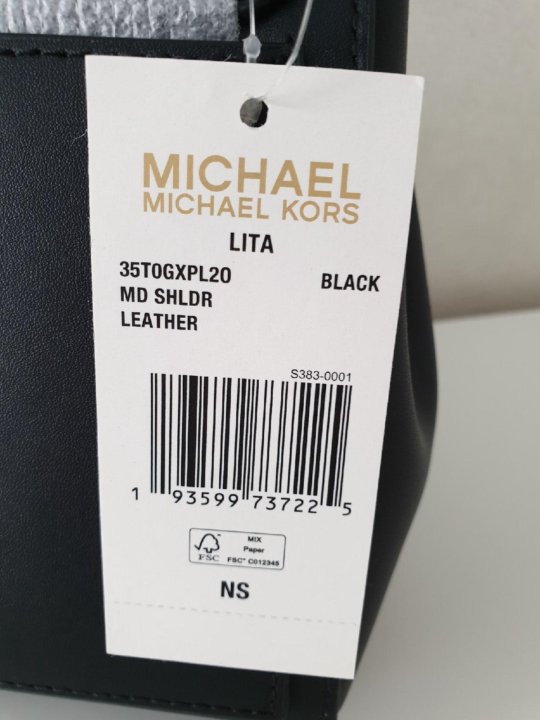 MICHAEL
MICHAEL KORS
LITA
35T0GXPL2O BLACK
MD SHLDR
LEATHER
S383-0001
1 93599 73722 5
FSC
MIX
Paper
FSC® C012345
NS